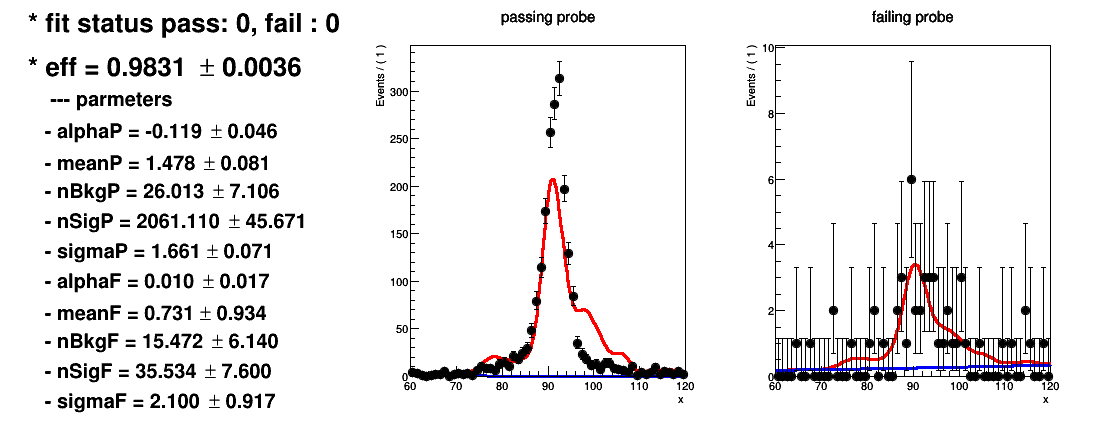 * fit status pass: 0, fail : 0
* eff = 0.9831 ± 0.0036
--- parmeters
- alphaP = -0.119 ± 0.046
- meanP = 1.478 ± 0.081
- nBkgP = 26.013 ± 7.106
- nSigP = 2061.110 ± 45.671
- sigmaP = 1.661 ± 0.071
- alphaF = 0.010 ± 0.017
- meanF = 0.731 ± 0.934
- nBkgF = 15.472 ± 6.140
- nSigF = 35.534 ± 7.600
- sigmaF = 2.100 ± 0.917
passing probe
Events / ( 1 )
300
250
200
150
100
50
0
60 70 80 90 100 110 120
x
failing probe
Events / ( 1 )
10
8
6
4
2
0
60 70 80 90 100 110 120
x